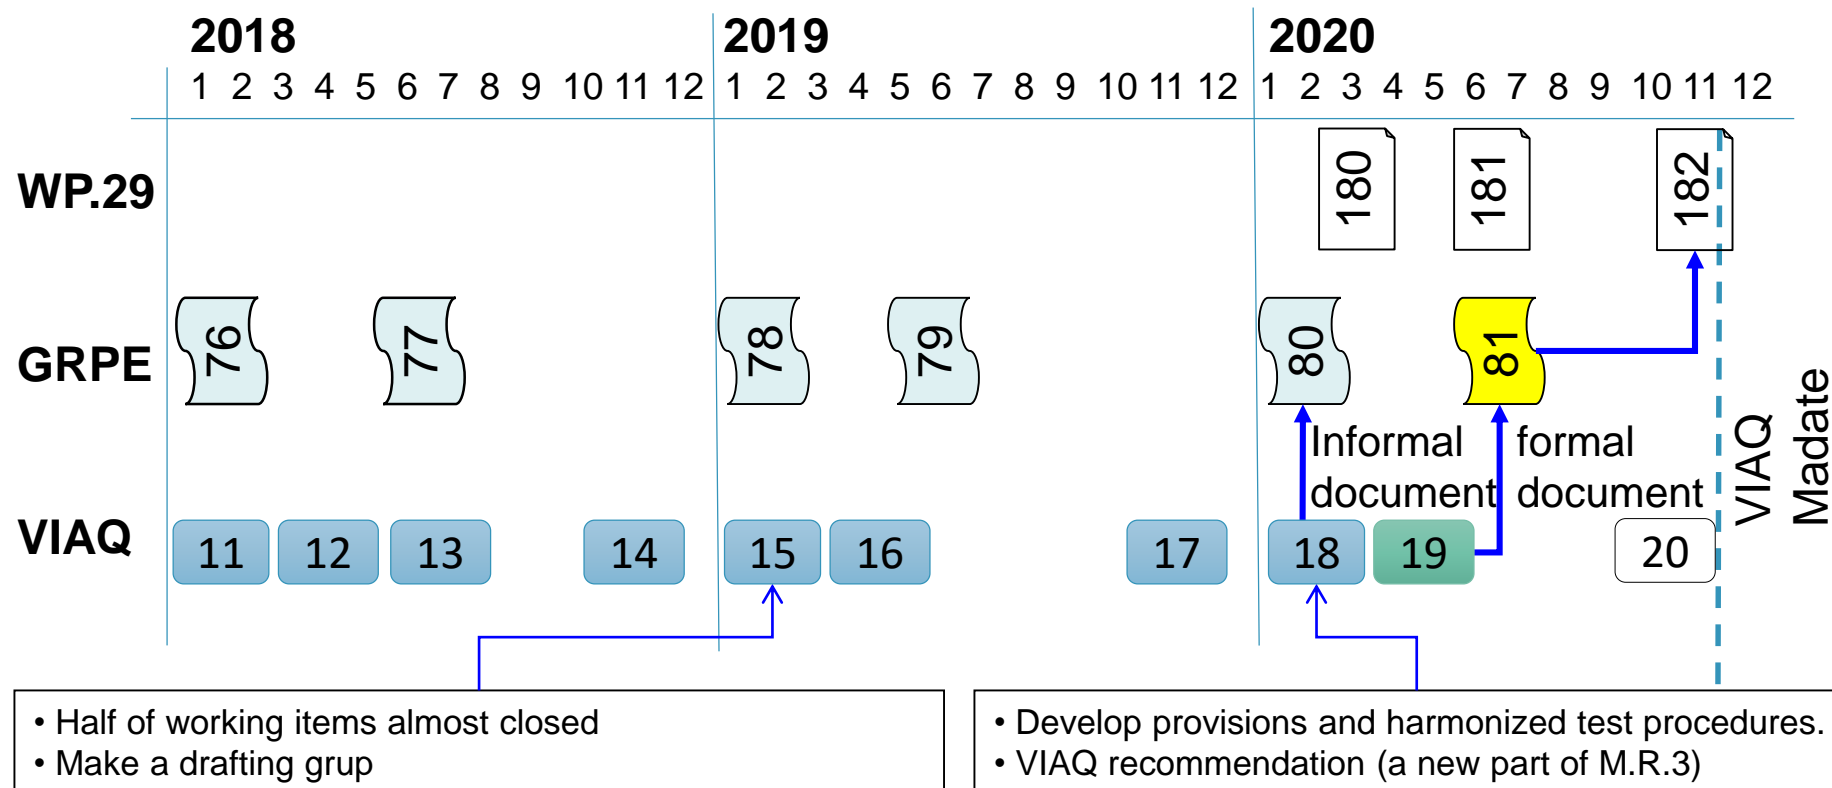 2018 2019 2020
1 2 3 4 5 6 7 8 9 10 11 12 1 2 3 4 5 6 7 8 9 10 11 12 1 2 3 4 5 6 7 8 9 10 11 12
WP.29 180 181 182
GRPE 76 77 78 79 80 81
Informal
document
formal
document
VIAQ
Madate
VIAQ 11 12 13 14 15 16 17 18 19 20
• Half of working items almost closed
• Make a drafting grup
• Develop provisions and harmonized test procedures.
• VIAQ recommendation (a new part of M.R.3)